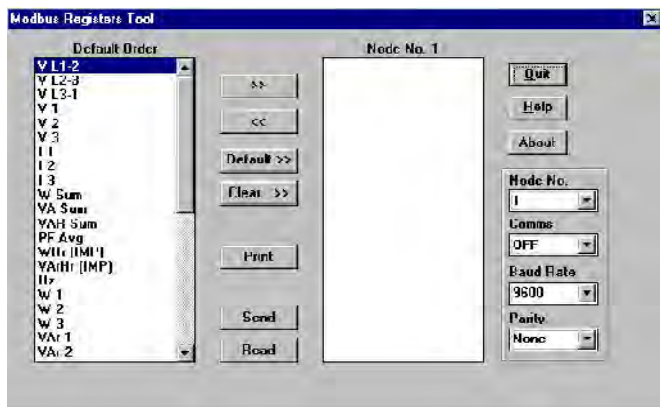 Modbus Registers Tool
Default Order
V L1-2
V L2-3
V L3-1
V 1
V 2
V 3
I 1
I 2
I 3
W Sum
VA Sum
VAR Sum
PF Avg
WHr (IMP)
VArHr (IMP)
Hz
W 1
W 2
W 3
VAr 1
VAr 2
>>
<<
Default >>
Clear >>
Print
Send
Read
Node No. 1
Quit
Help
About
Node No.
1
Comms
OFF
Baud Rate
9600
Parity
None